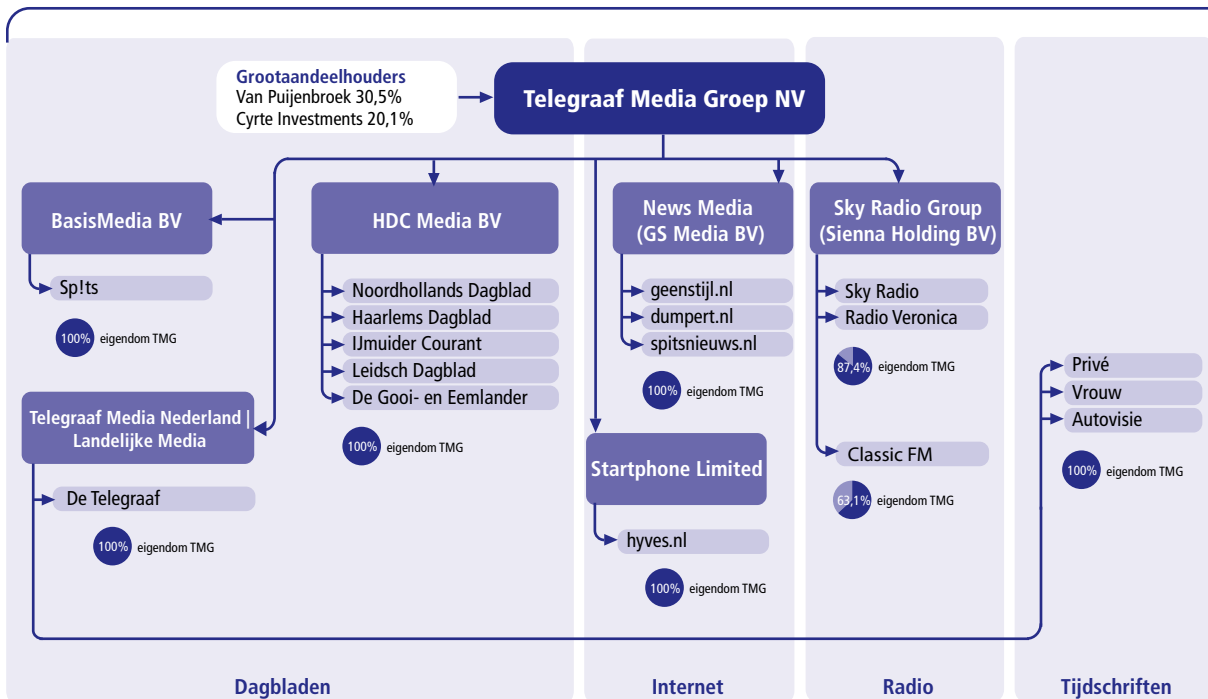 Grootaandeelhouders
Van Puijenbroek 30,5%
Cyrte Investments 20,1%
Telegraaf Media Groep NV
BasisMedia BV
Sp!ts
100% eigendom TMG
Telegraaf Media Nederland |
Landelijke Media
De Telegraaf
100% eigendom TMG
HDC Media BV
Noordhollands Dagblad
Haarlems Dagblad
IJmuider Courant
Leidsch Dagblad
De Gooi- en Eemlander
100% eigendom TMG
News Media
(GS Media BV)
geenstijl.nl
dumpert.nl
spitsnieuws.nl
100% eigendom TMG
Startphone Limited
hyves.nl
100% eigendom TMG
Sky Radio Group
(Sienna Holding BV)
Sky Radio
Radio Veronica
87,4% eigendom TMG
Classic FM
63,1% eigendom TMG
Privé
Vrouw
Autovisie
100% eigendom TMG
Dagbladen
Internet
Radio
Tijdschriften